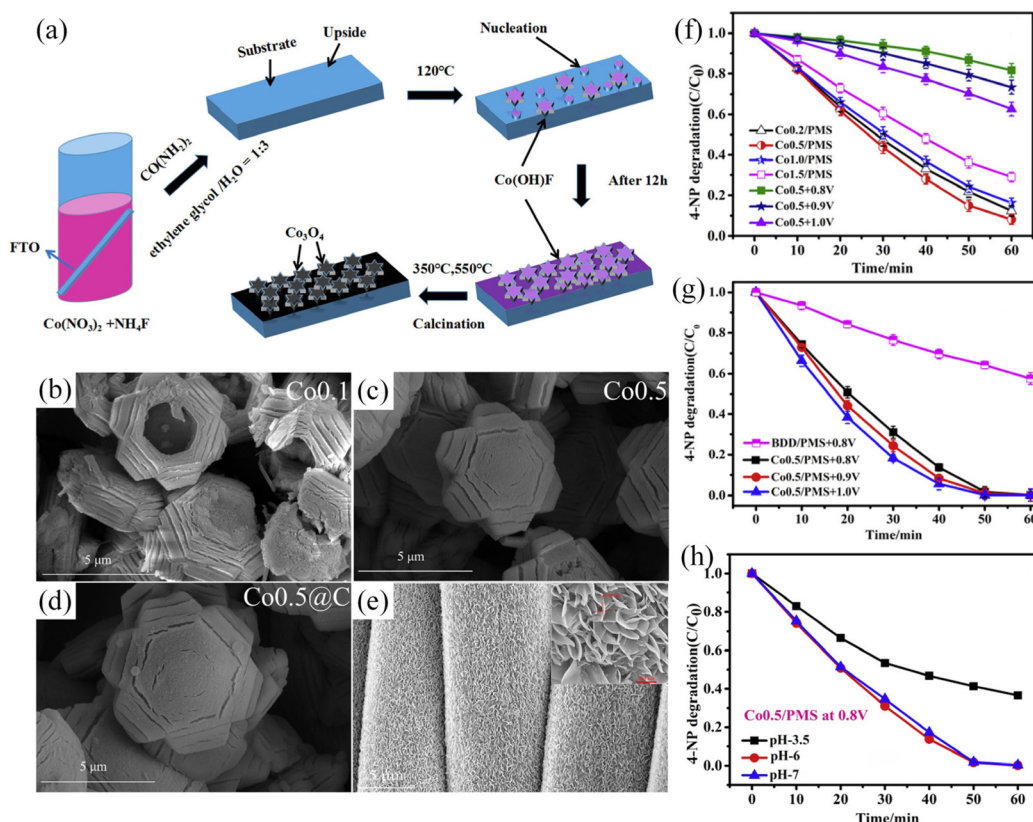 (a)
Substrate
Upside
Nucleation
120℃
CO(NH₂)₂
ethylene glycol /H₂O = 1:3
Co(OH)F
After 12h
FTO
Co₃O₄
350℃,550℃
Calcination
Co(NO₃)₂ +NH₄F
(b)
Co0.1
5 μm
(c)
Co0.5
5 μm
(d)
Co0.5@C
5 μm
(e)
5 μm
(f)
4-NP degradation(C/C₀)
1.0
0.8
0.6
0.4
0.2
0.0
Co0.2/PMS
Co0.5/PMS
Co1.0/PMS
Co1.5/PMS
Co0.5+0.8V
Co0.5+0.9V
Co0.5+1.0V
0 10 20 30 40 50 60
Time/min
(g)
4-NP degradation(C/C₀
1.0
0.8
0.6
0.4
0.2
0.0
BDD/PMS+0.8V
Co0.5/PMS+0.8V
Co0.5/PMS+0.9V
Co0.5/PMS+1.0V
0 10 20 30 40 50 60
Time/min
(h)
4-NP degradation(C/C₀)
1.0
0.8
0.6
0.4
0.2
0.0
Co0.5/PMS at 0.8V
pH-3.5
pH-6
pH-7
0 10 20 30 40 50 60
Time/min